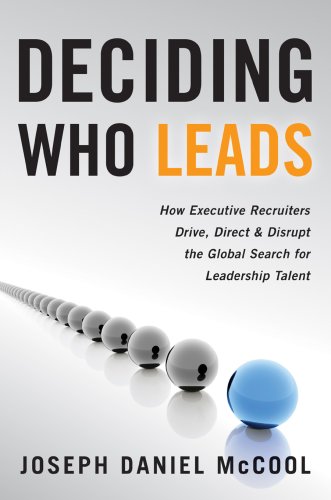 DECIDING
WHO LEADS
How Executive Recruiters
Drive, Direct & Disrupt
the Global Search for
Leadership Talent
JOSEPH DANIEL McCOOL